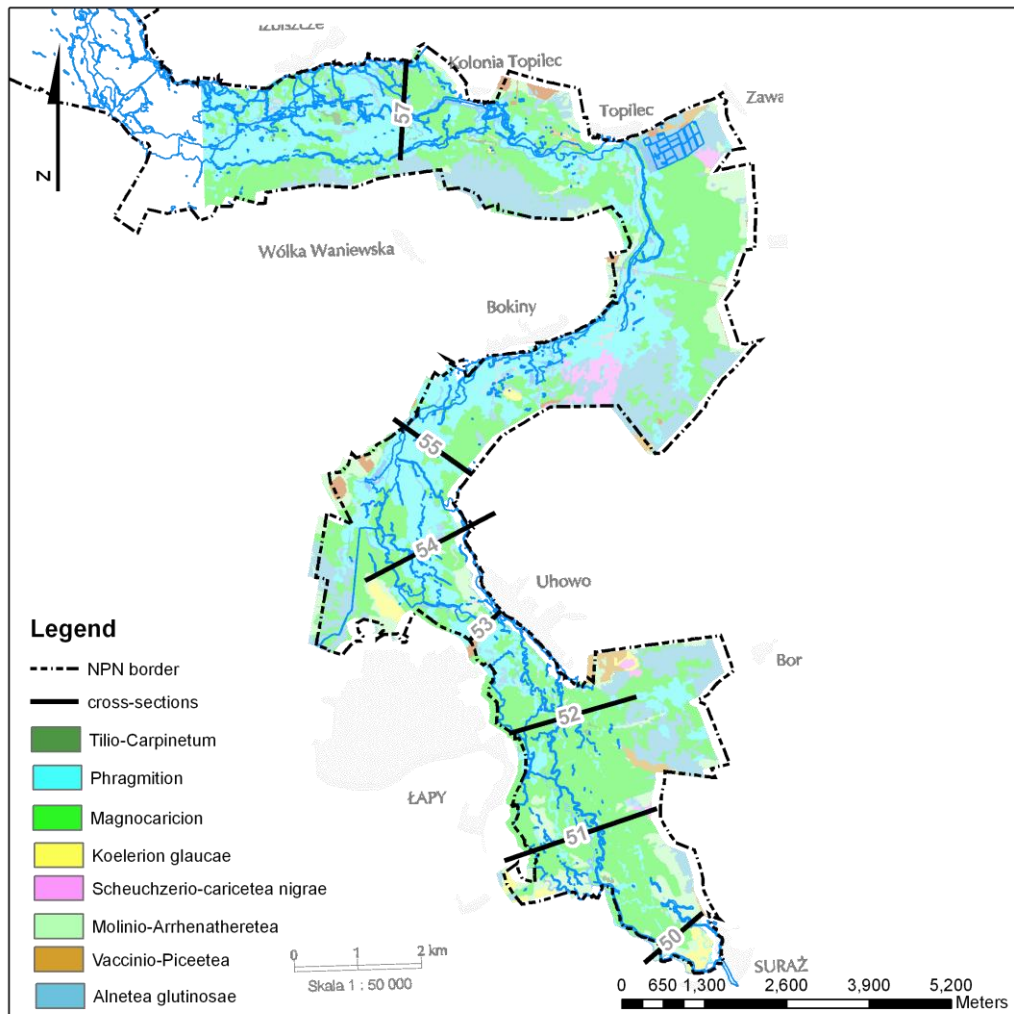 Izbiszcze
Kolonia Topilec
Topilec
Zawa
57
N
Wólka Waniewska
Bokiny
55
54
Uhowo
53
Bor
52
ŁAPY
51
50
SURAŻ
Legend
NPN border
cross-sections
Tilio-Carpinetum
Phragmition
Magnocaricion
Koelerion glaucae
Scheuchzerio-caricetea nigrae
Molinio-Arrhenatheretea
Vaccinio-Piceetea
Alnetea glutinosae
0 1 2 km
Skala 1 : 50 000
0 650 1,300 2,600 3,900 5,200
Meters